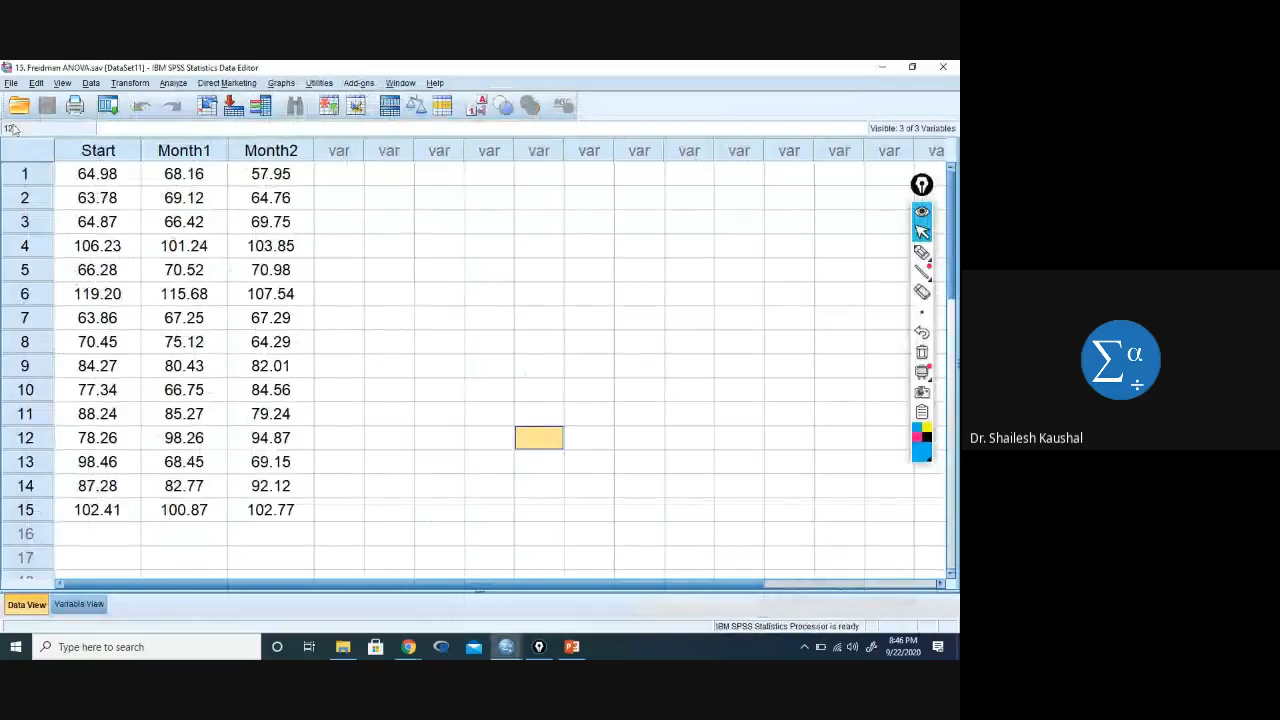 15. Freidman ANOVA.sav [DataSet11] - IBM SPSS Statistics Data Editor
File Edit View Data Transform Analyze Direct Marketing Graphs Utilities Add-ons Window Help
Visible: 3 of 3 Variables
Start Month1 Month2 var var var var var var var var var var var var va
1 64.98 68.16 57.95
2 63.78 69.12 64.76
3 64.87 66.42 69.75
4 106.23 101.24 103.85
5 66.28 70.52 70.98
6 119.20 115.68 107.54
7 63.86 67.25 67.29
8 70.45 75.12 64.29
9 84.27 80.43 82.01
10 77.34 66.75 84.56
11 88.24 85.27 79.24
12 78.26 98.26 94.87
13 98.46 68.45 69.15
14 87.28 82.77 92.12
15 102.41 100.87 102.77
16
17
Data View Variable View
IBM SPSS Statistics Processor is ready
Type here to search
8:46 PM
9/22/2020
Σ α ÷
Dr. Shailesh Kaushal